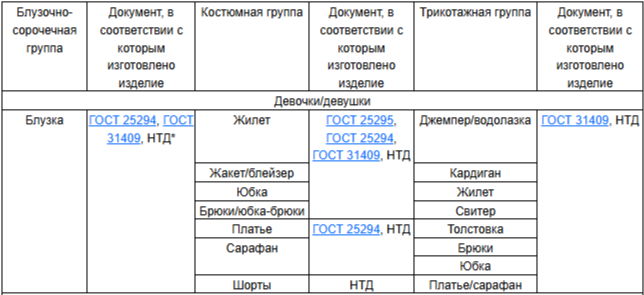 Блузочно-
сорочечная
группа
Документ, в
соответствии с
которым
изготовлено
изделие
Костюмная группа
Документ, в
соответствии с
которым
изготовлено
изделие
Трикотажная группа
Документ, в
соответствии с
которым
изготовлено
изделие
Девочки/девушки
Блузка
ГОСТ 25294, ГОСТ
31409, НТД*
Жилет
ГОСТ 25295,
ГОСТ 25294,
ГОСТ 31409, НТД
Джемпер/водолазка
ГОСТ 31409, НТД
Жакет/блейзер
Кардиган
Юбка
Жилет
Брюки/юбка-брюки
Свитер
Платье
ГОСТ 25294, НТД
Толстовка
Сарафан
Брюки
Юбка
Шорты
НТД
Платье/сарафан